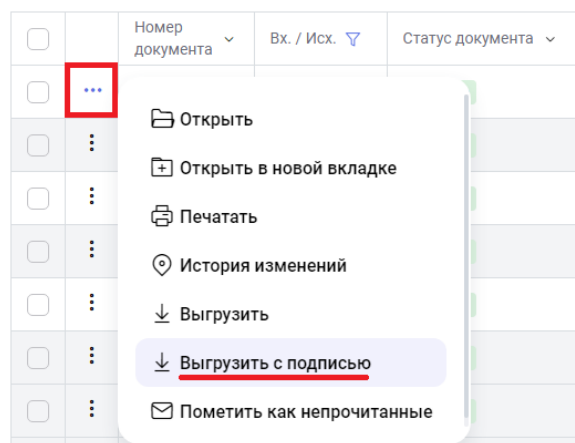 Номер
документа
Вх. / Исх.
Статус документа
Открыть
Открыть в новой вкладке
Печатать
История изменений
Выгрузить
Выгрузить с подписью
Пометить как непрочитанные